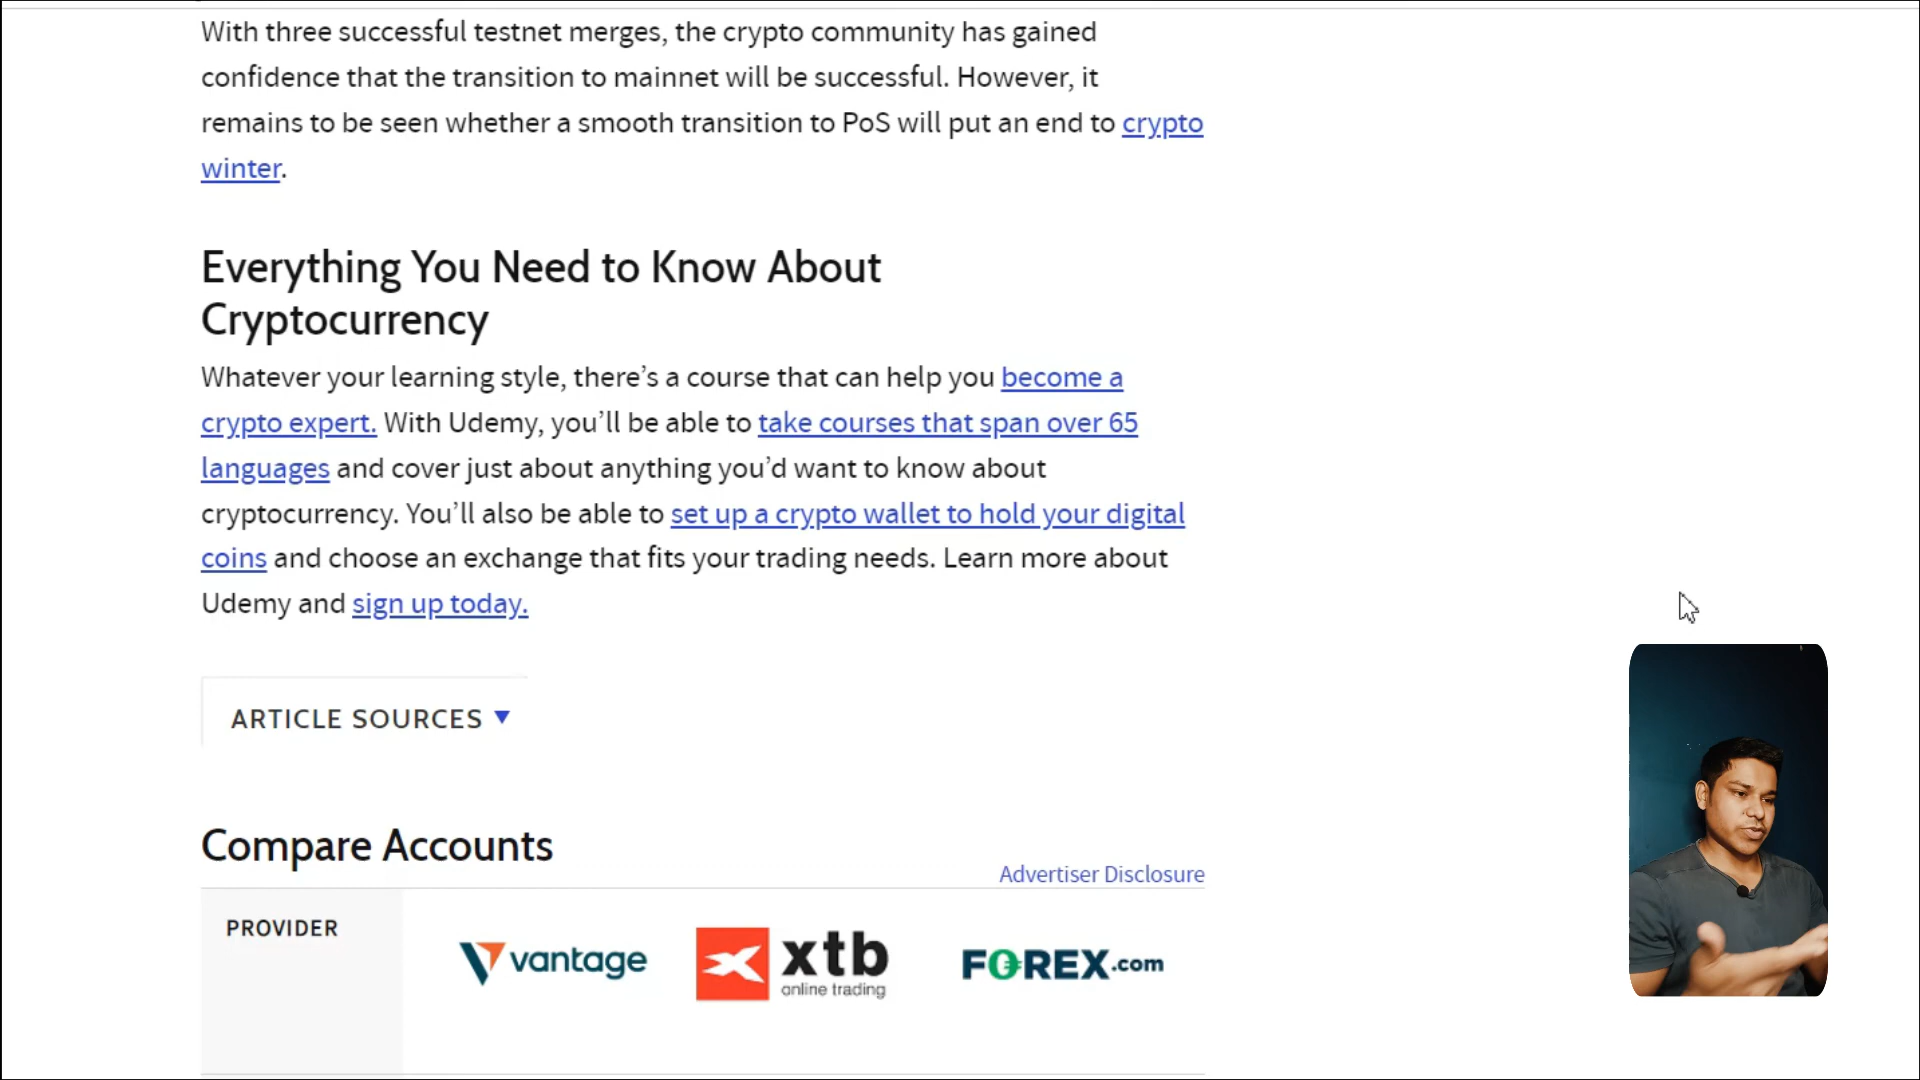 With three successful testnet merges, the crypto community has gained
confidence that the transition to mainnet will be successful. However, it
remains to be seen whether a smooth transition to PoS will put an end to crypto
winter.
Everything You Need to Know About
Cryptocurrency
Whatever your learning style, there’s a course that can help you become a
crypto expert. With Udemy, you’ll be able to take courses that span over 65
languages and cover just about anything you’d want to know about
cryptocurrency. You’ll also be able to set up a crypto wallet to hold your digital
coins and choose an exchange that fits your trading needs. Learn more about
Udemy and sign up today.
ARTICLE SOURCES
Compare Accounts
Advertiser Disclosure
PROVIDER
vantage
xtb
online trading
FOREX.com